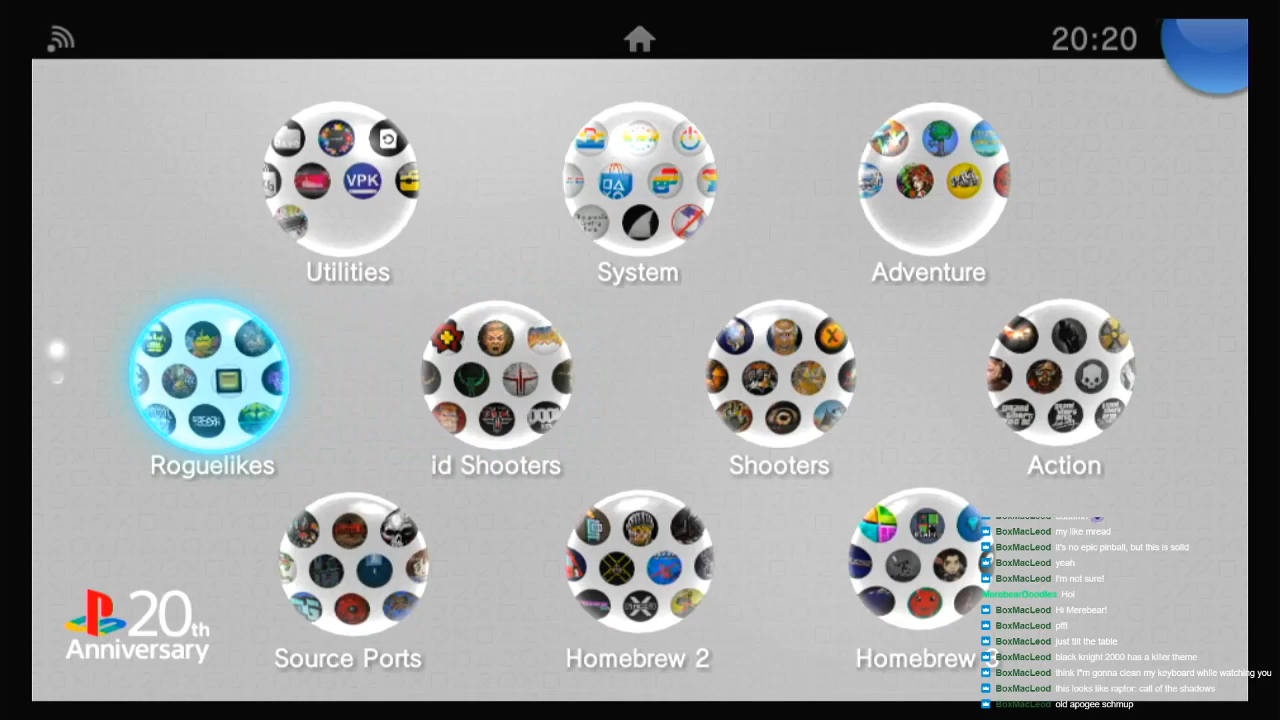 20:20
VPK
Utilities
System
Adventure
Roguelikes
id Shooters
Shooters
Action
20th
Anniversary
Source Ports
Homebrew 2
Homebrew 3
BoxMacLeod my like mread
BoxMacLeod it's no epic pinball, but this is solid
BoxMacLeod yeah
BoxMacLeod I'm not sure!
MerebearDoodles Hoi
BoxMacLeod Hi Merebear!
BoxMacLeod pfft
BoxMacLeod just tilt the table
BoxMacLeod black knight 2000 has a killer theme
BoxMacLeod think I"m gonna clean my keyboard while watching you
BoxMacLeod this looks like raptor: call of the shadows
BoxMacLeod old apogee schmup